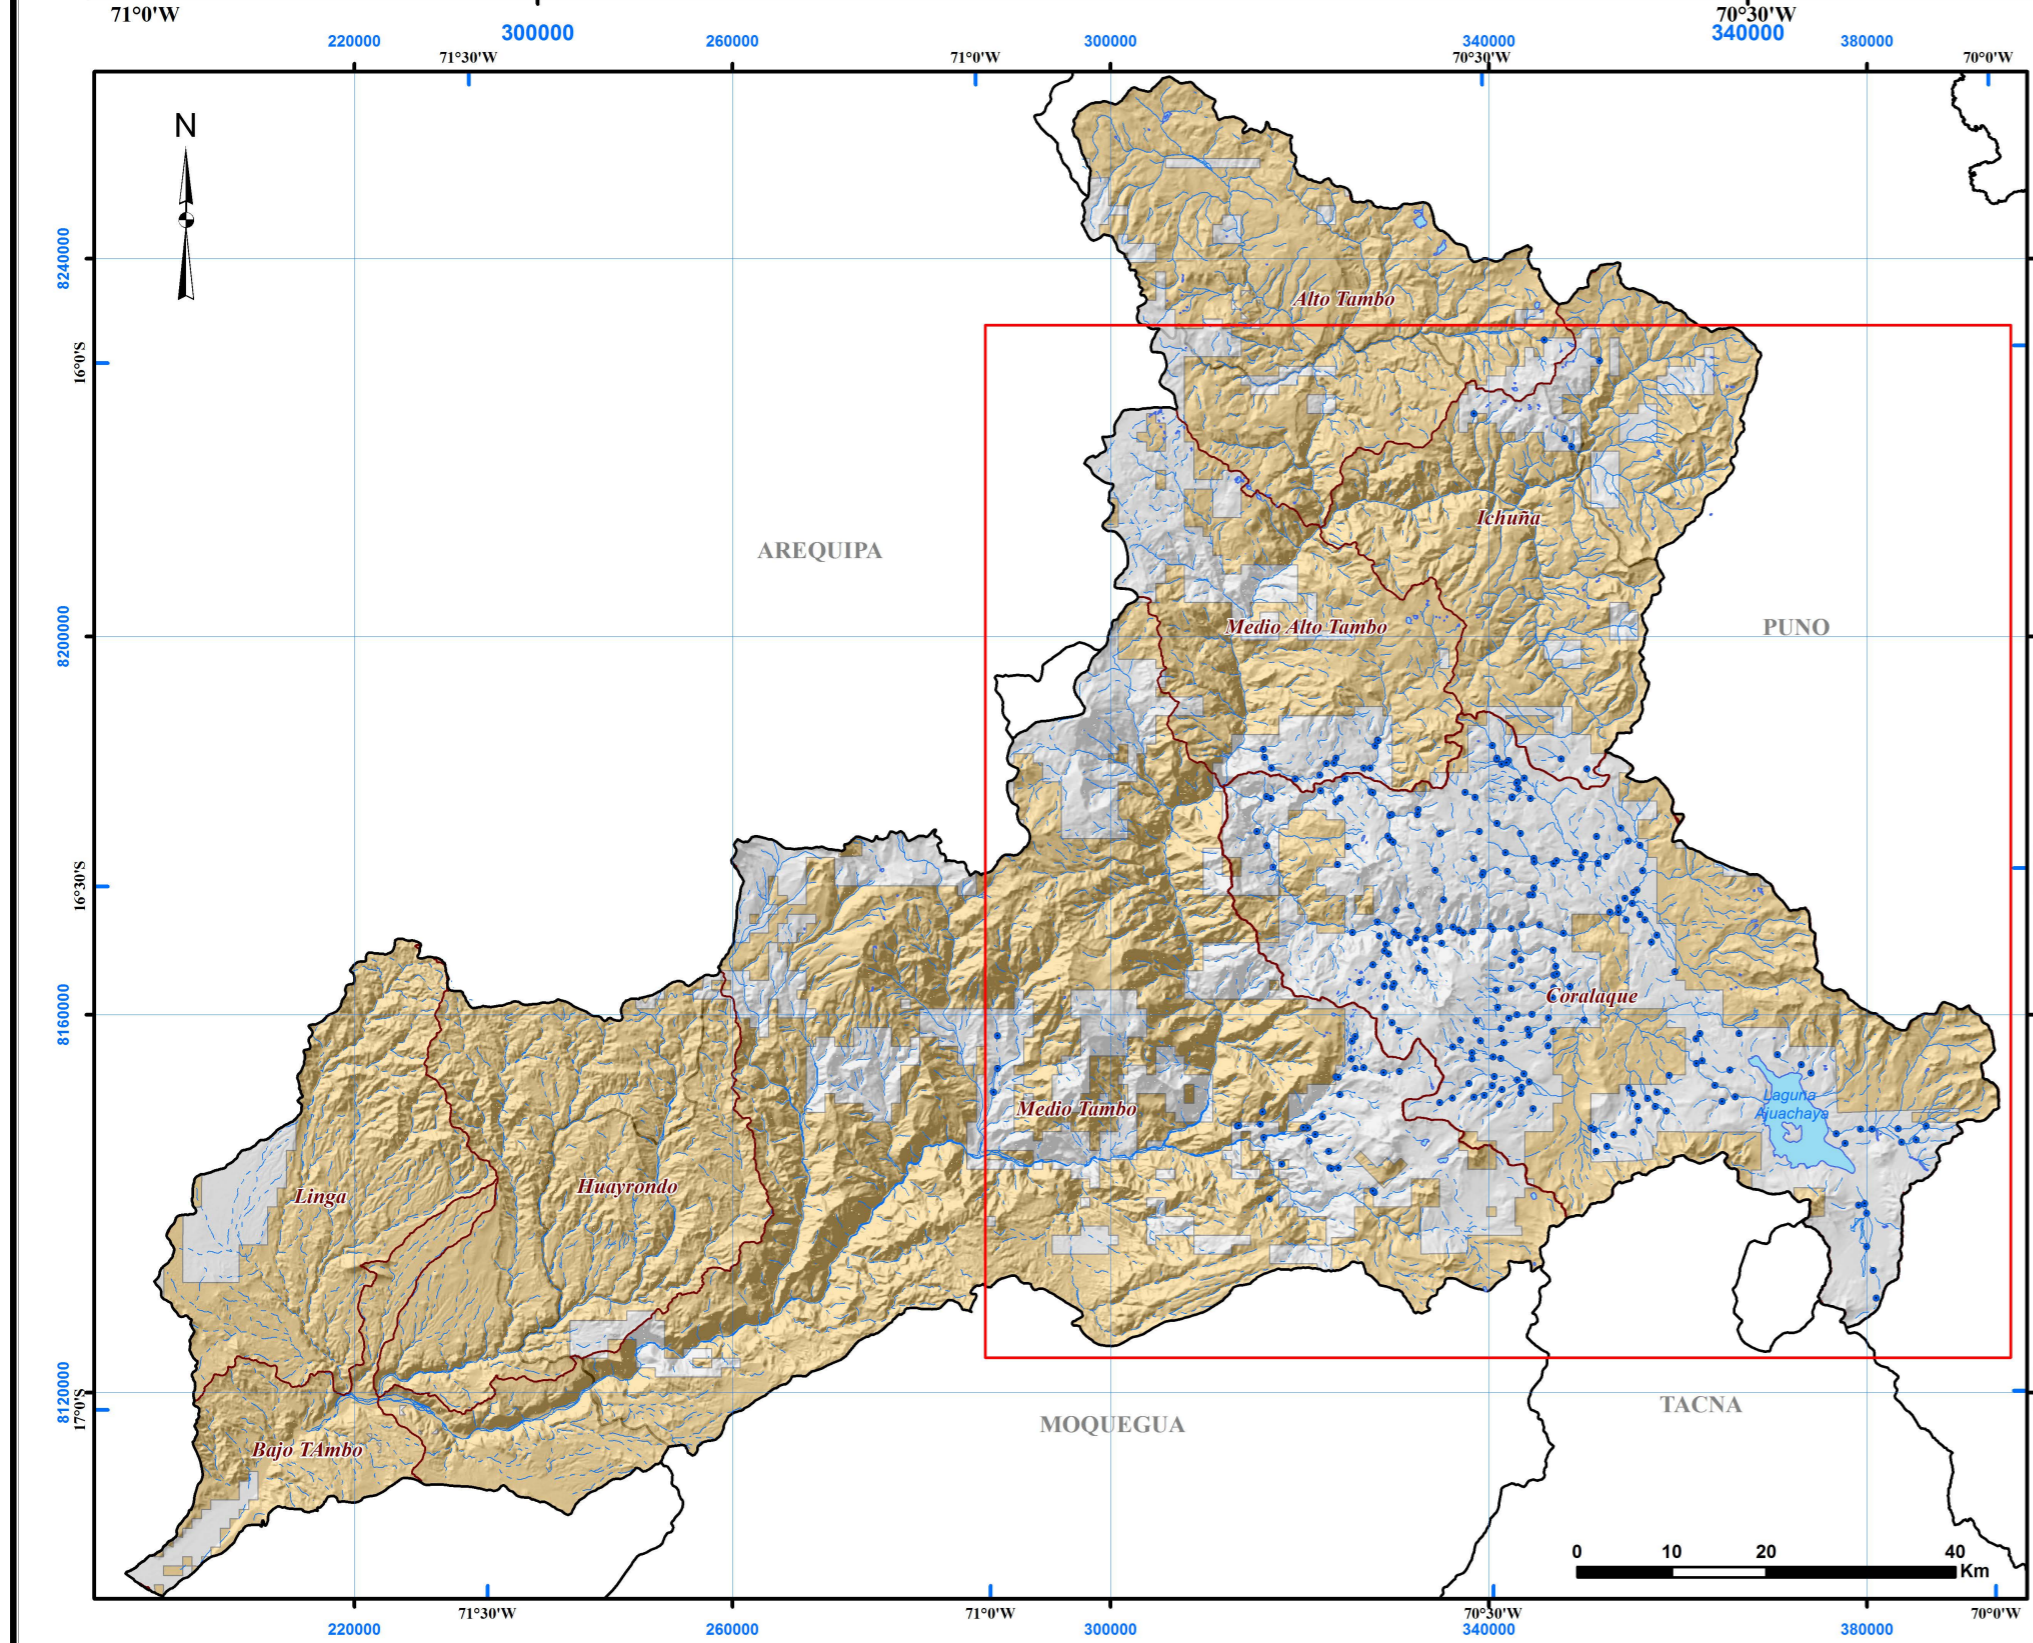 71°0'W 70°30'W
300000 340000
220000 260000 300000 340000 380000
71°30'W 71°0'W 70°30'W 70°0'W
N
8240000
Alto Tambo
16°0'S
Ichuña
AREQUIPA
Medio Alto Tambo
PUNO
8200000
16°30'S
Coralaque
8160000
Laguna
Ajuachaya
Medio Tambo
Huayrondo
Linga
8120000
17°0'S
TACNA
MOQUEGUA
Bajo TAmbo
0 10 20 40
Km
71°30'W 71°0'W 70°30'W 70°0'W
220000 260000 300000 340000 380000